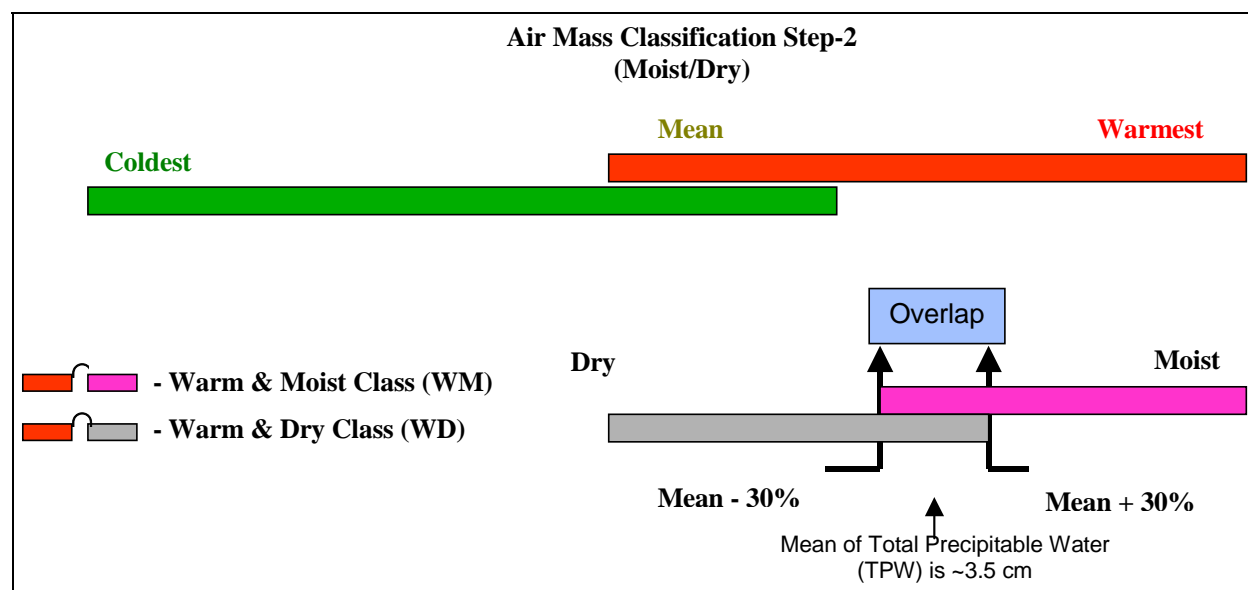 Air Mass Classification Step-2
(Moist/Dry)
Mean
Warmest
Coldest
Overlap
Dry
Moist
- Warm & Moist Class (WM)
- Warm & Dry Class (WD)
Mean - 30%
Mean + 30%
Mean of Total Precipitable Water
(TPW) is ~3.5 cm